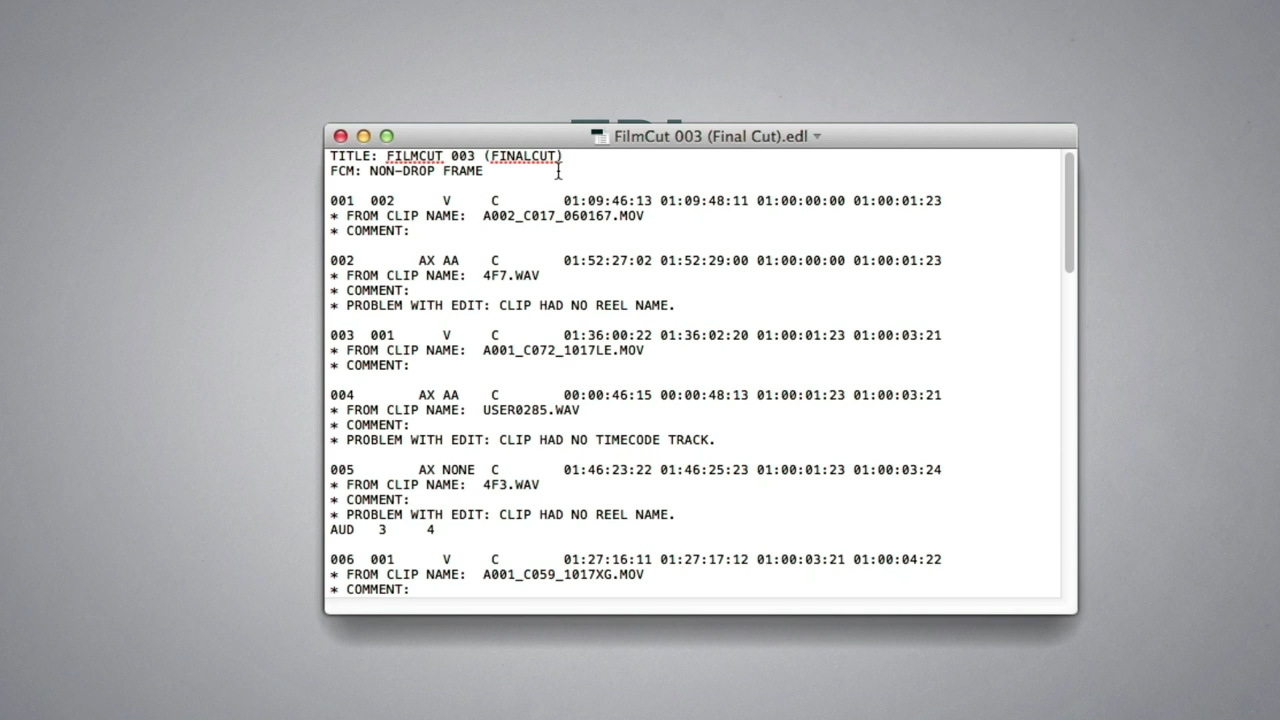 FilmCut 003 (Final Cut).edl
TITLE: FILMCUT 003 (FINALCUT)
FCM: NON-DROP FRAME
001 002 V C 01:09:46:13 01:09:48:11 01:00:00:00 01:00:01:23
* FROM CLIP NAME: A002_C017_060167.MOV
* COMMENT:
002 AX AA C 01:52:27:02 01:52:29:00 01:00:00:00 01:00:01:23
* FROM CLIP NAME: 4F7.WAV
* COMMENT:
* PROBLEM WITH EDIT: CLIP HAD NO REEL NAME.
003 001 V C 01:36:00:22 01:36:02:20 01:00:01:23 01:00:03:21
* FROM CLIP NAME: A001_C072_1017LE.MOV
* COMMENT:
004 AX AA C 00:00:46:15 00:00:48:13 01:00:01:23 01:00:03:21
* FROM CLIP NAME: USER0285.WAV
* COMMENT:
* PROBLEM WITH EDIT: CLIP HAD NO TIMECODE TRACK.
005 AX NONE C 01:46:23:22 01:46:25:23 01:00:01:23 01:00:03:24
* FROM CLIP NAME: 4F3.WAV
* COMMENT:
* PROBLEM WITH EDIT: CLIP HAD NO REEL NAME.
AUD 3 4
006 001 V C 01:27:16:11 01:27:17:12 01:00:03:21 01:00:04:22
* FROM CLIP NAME: A001_C059_1017XG.MOV
* COMMENT: